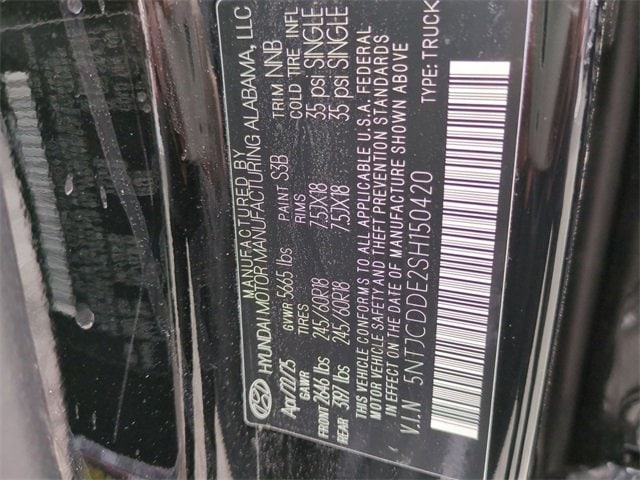 MANUFACTURED BY
HYUNDAI MOTOR MANUFACTURING ALABAMA, LLC
Apr/22/25 GVWR 5665 lbs PAINT S3B TRIM NNB
GAWR TIRES RIMS COLD TIRE INFL
FRONT 2646 lbs 245/60R18 7.5JX18 35 psi SINGLE
REAR 3197 lbs 245/60R18 7.5JX18 35 psi SINGLE
THIS VEHICLE CONFORMS TO ALL APPLICABLE U.S.A. FEDERAL
MOTOR VEHICLE SAFETY AND THEFT PREVENTION STANDARDS
IN EFFECT ON THE DATE OF MANUFACTURE SHOWN ABOVE
V.I.N 5NTJCDDE2SH150420 TYPE: TRUCK